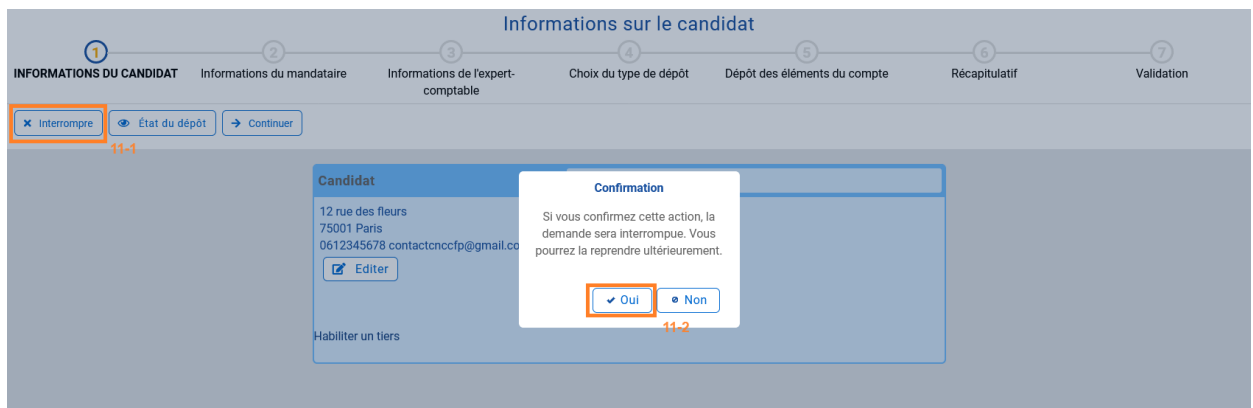 Informations sur le candidat
1 2 3 4 5 6 7
INFORMATIONS DU CANDIDAT Informations du mandataire Informations de l'expert-comptable Choix du type de dépôt Dépôt des éléments du compte Récapitulatif Validation
Interrompre État du dépôt Continuer
11-1
Candidat
12 rue des fleurs
75001 Paris
0612345678 contactcnccfp@gmail.co
Editer
Habiliter un tiers
Confirmation
Si vous confirmez cette action, la
demande sera interrompue. Vous
pourrez la reprendre ultérieurement.
Oui Non
11-2